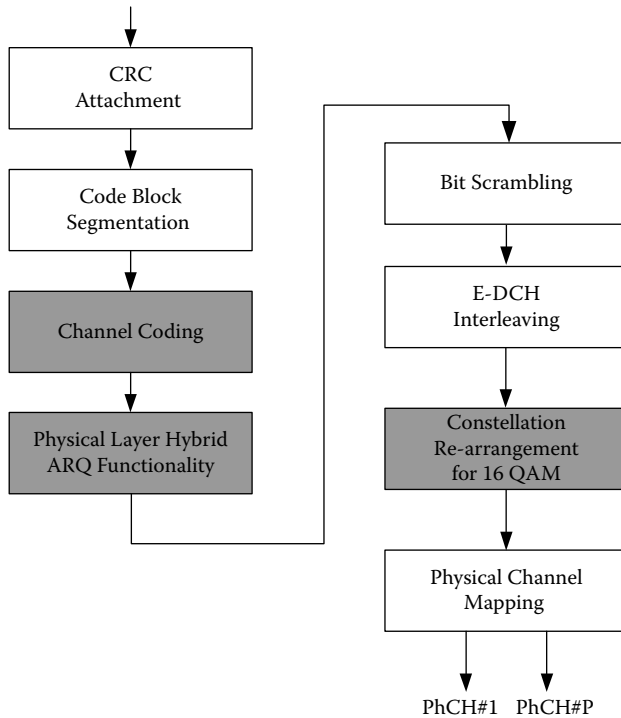 CRC
Attachment
Code Block
Segmentation
Channel Coding
Physical Layer Hybrid
ARQ Functionality
Bit Scrambling
E-DCH
Interleaving
Constellation
Re-arrangement
for 16 QAM
Physical Channel
Mapping
PhCH#1 PhCH#P